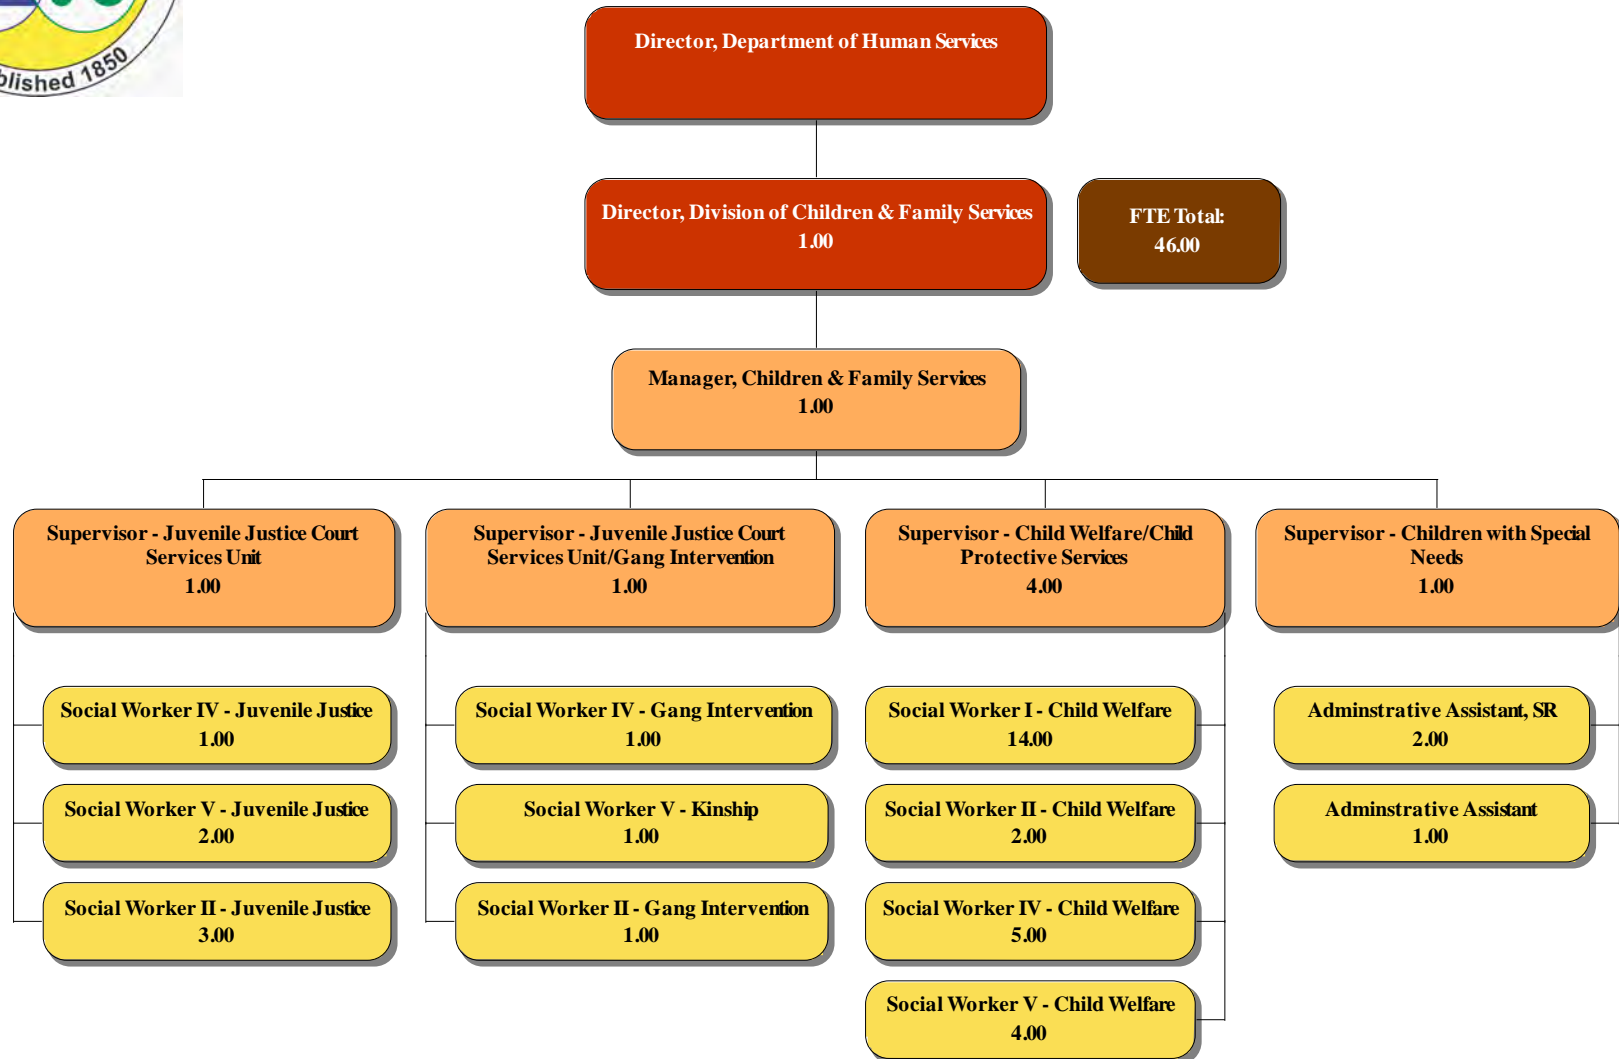 blished 1850
Director, Department of Human Services
Director, Division of Children & Family Services
1.00
FTE Total:
46.00
Manager, Children & Family Services
1.00
Supervisor - Juvenile Justice Court
Services Unit
1.00
Supervisor - Juvenile Justice Court
Services Unit/Gang Intervention
1.00
Supervisor - Child Welfare/Child
Protective Services
4.00
Supervisor - Children with Special
Needs
1.00
Social Worker IV - Juvenile Justice
1.00
Social Worker V - Juvenile Justice
2.00
Social Worker II - Juvenile Justice
3.00
Social Worker IV - Gang Intervention
1.00
Social Worker V - Kinship
1.00
Social Worker II - Gang Intervention
1.00
Social Worker I - Child Welfare
14.00
Social Worker II - Child Welfare
2.00
Social Worker IV - Child Welfare
5.00
Social Worker V - Child Welfare
4.00
Adminstrative Assistant, SR
2.00
Adminstrative Assistant
1.00